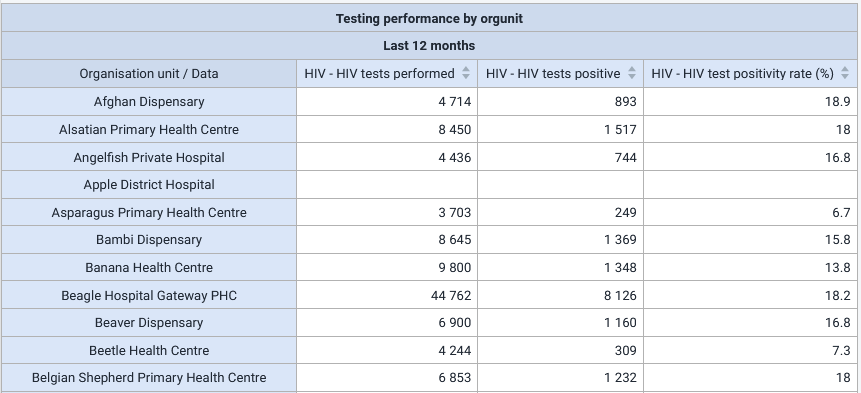 Testing performance by orgunit
Last 12 months
Organisation unit / Data HIV - HIV tests performed HIV - HIV tests positive HIV - HIV test positivity rate (%)
Afghan Dispensary 4 714 893 18.9
Alsatian Primary Health Centre 8 450 1 517 18
Angelfish Private Hospital 4 436 744 16.8
Apple District Hospital
Asparagus Primary Health Centre 3 703 249 6.7
Bambi Dispensary 8 645 1 369 15.8
Banana Health Centre 9 800 1 348 13.8
Beagle Hospital Gateway PHC 44 762 8 126 18.2
Beaver Dispensary 6 900 1 160 16.8
Beetle Health Centre 4 244 309 7.3
Belgian Shepherd Primary Health Centre 6 853 1 232 18